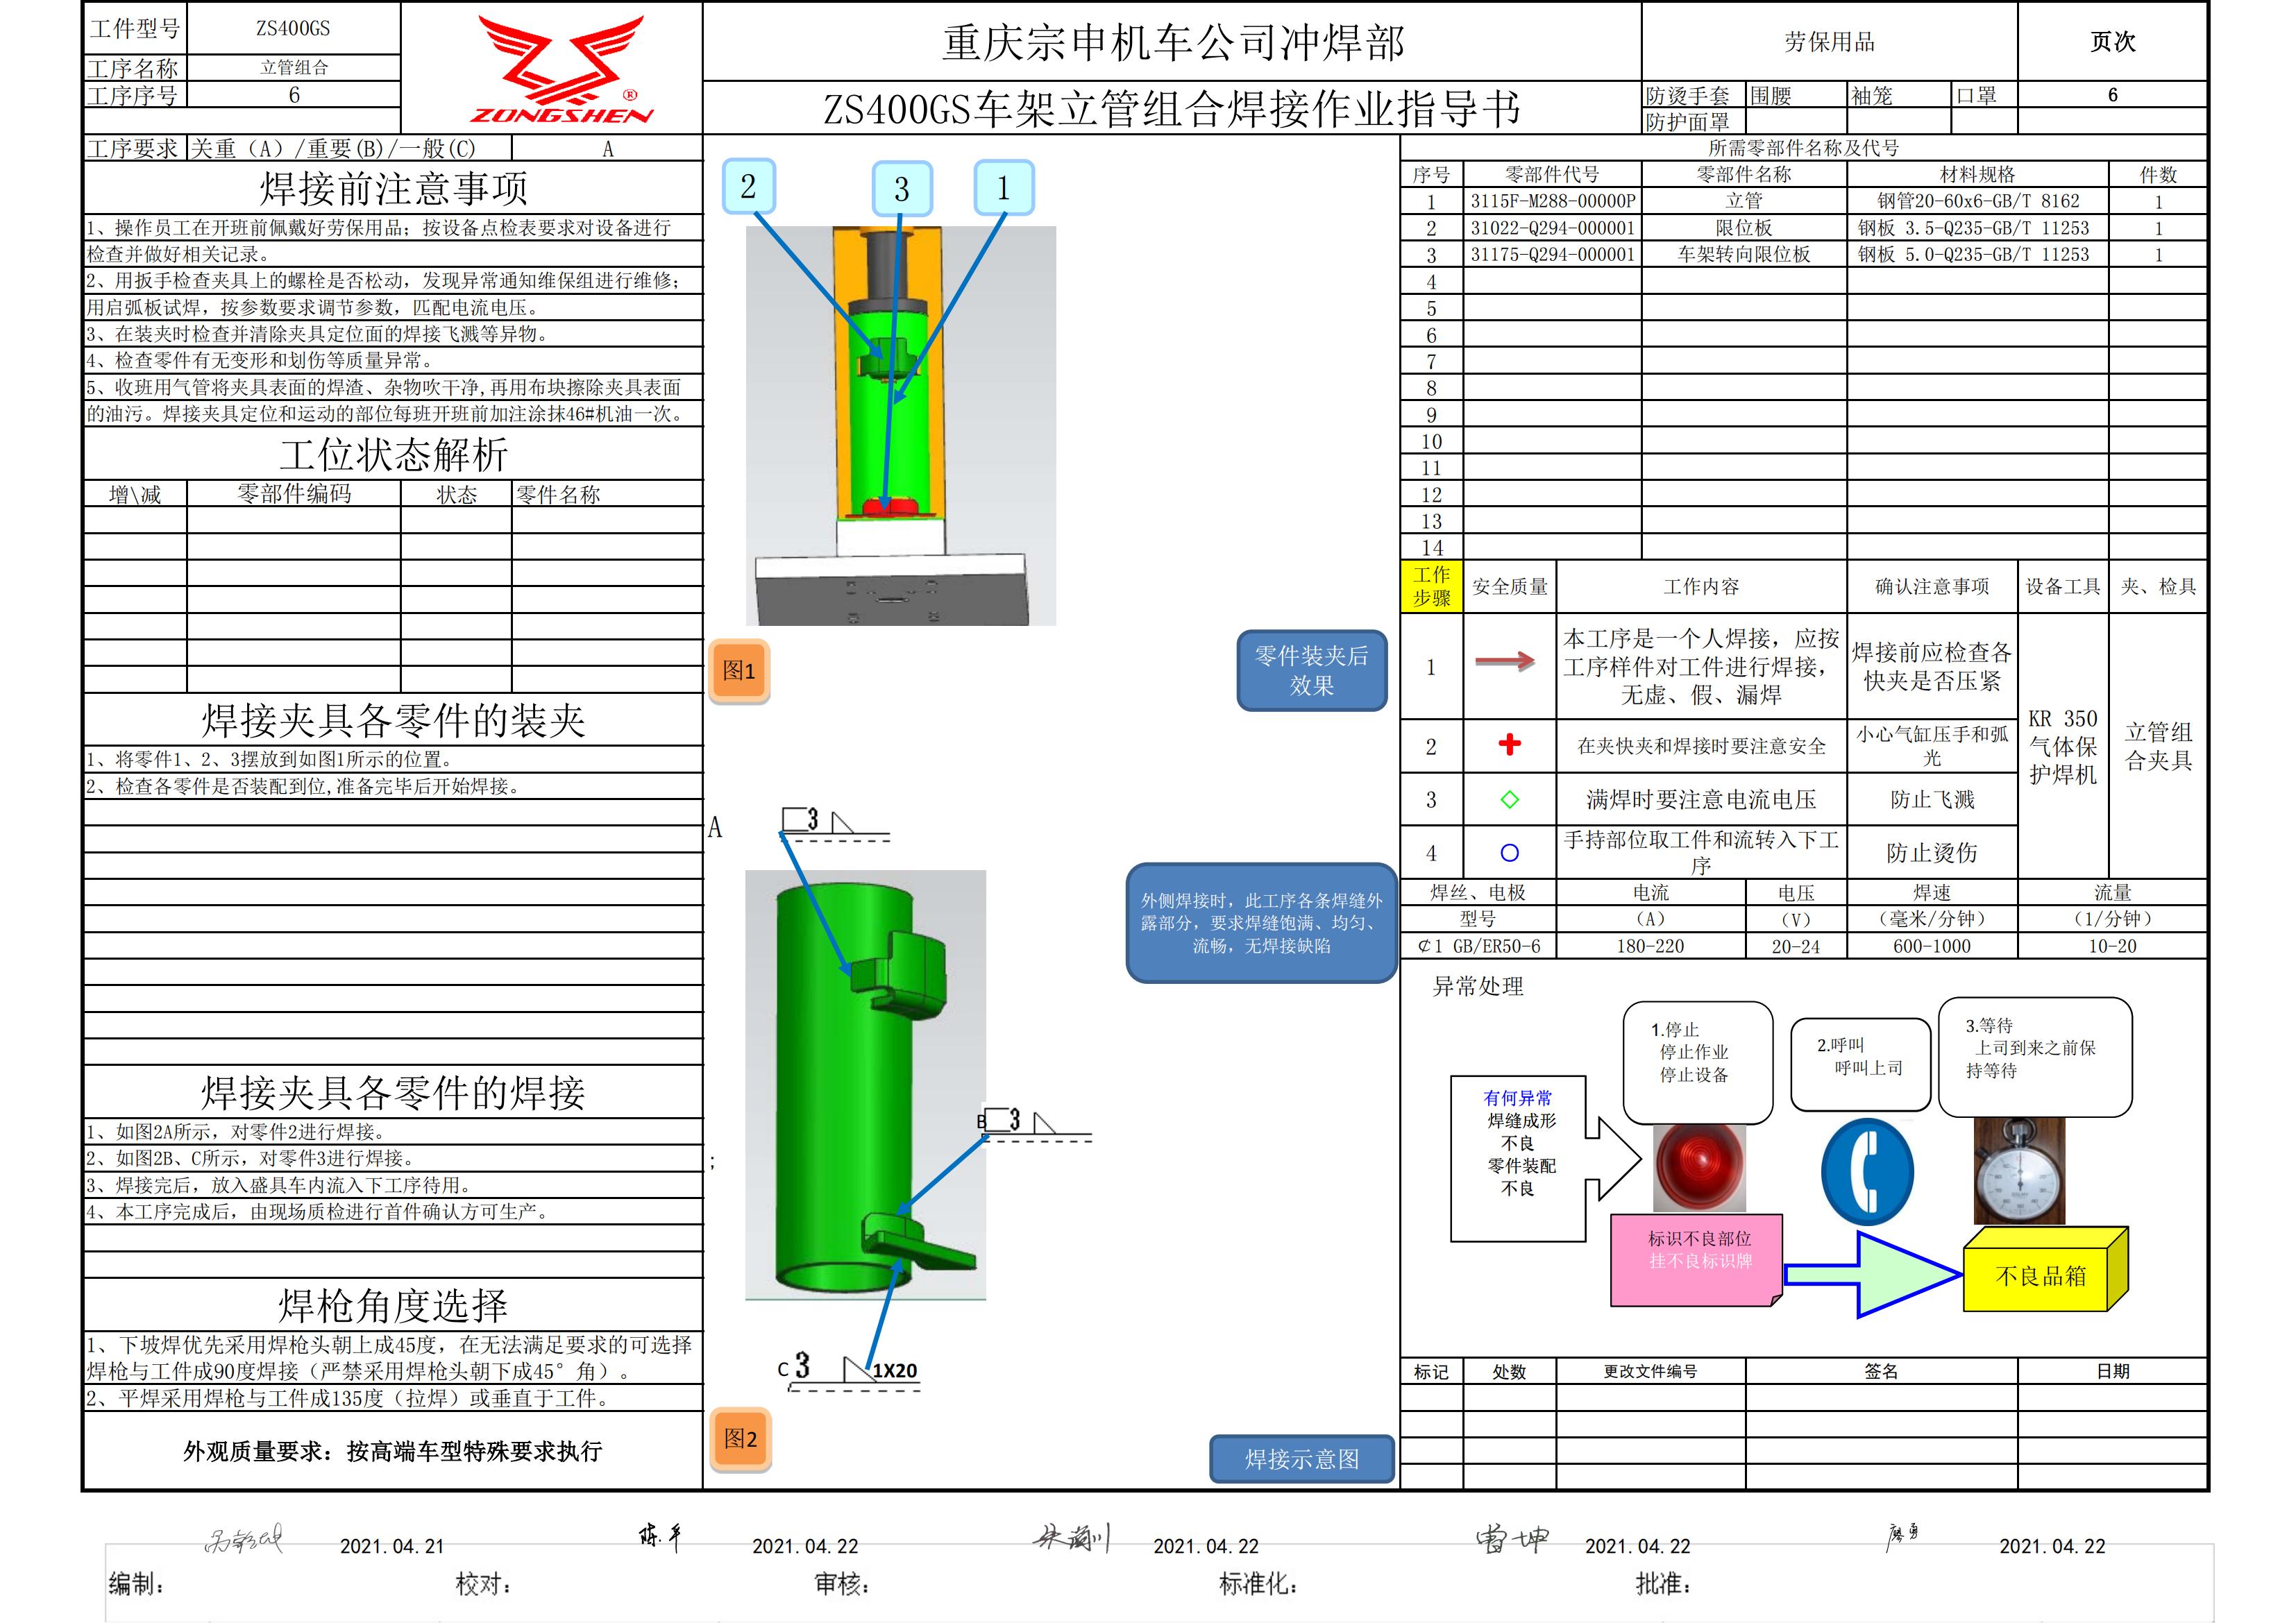 工件型号 ZS400GS
工序名称 立管组合
工序序号 6
ZONGSHEN ®
重庆宗申机车公司冲焊部
ZS400GS车架立管组合焊接作业指导书
劳保用品 页次
防烫手套 围腰 袖笼 口罩 6
防护面罩
工序要求 关重（A）/重要(B)/一般(C) A
焊接前注意事项
1、操作员工在开班前佩戴好劳保用品；按设备点检表要求对设备进行
检查并做好相关记录。
2、用扳手检查夹具上的螺栓是否松动，发现异常通知维保组进行维修；
用启弧板试焊，按参数要求调节参数，匹配电流电压。
3、在装夹时检查并清除夹具定位面的焊接飞溅等异物。
4、检查零件有无变形和划伤等质量异常。
5、收班用气管将夹具表面的焊渣、杂物吹干净,再用布块擦除夹具表面
的油污。焊接夹具定位和运动的部位每班开班前加注涂抹46#机油一次。
工位状态解析
增\减 零部件编码 状态 零件名称
焊接夹具各零件的装夹
1、将零件1、2、3摆放到如图1所示的位置。
2、检查各零件是否装配到位,准备完毕后开始焊接。
焊接夹具各零件的焊接
1、如图2A所示，对零件2进行焊接。
2、如图2B、C所示，对零件3进行焊接。
3、焊接完后，放入盛具车内流入下工序待用。
4、本工序完成后，由现场质检进行首件确认方可生产。
焊枪角度选择
1、下坡焊优先采用焊枪头朝上成45度，在无法满足要求的可选择
焊枪与工件成90度焊接（严禁采用焊枪头朝下成45°角）。
2、平焊采用焊枪与工件成135度（拉焊）或垂直于工件。
外观质量要求：按高端车型特殊要求执行
2 3 1
图1
零件装夹后
效果
A 3
外侧焊接时，此工序各条焊缝外
露部分，要求焊缝饱满、均匀、
流畅，无焊接缺陷
B 3
;
C 3 1X20
图2
焊接示意图
所需零部件名称及代号
序号 零部件代号 零部件名称 材料规格 件数
1 3115F-M288-00000P 立管 钢管20-60x6-GB/T 8162 1
2 31022-Q294-000001 限位板 钢板 3.5-Q235-GB/T 11253 1
3 31175-Q294-000001 车架转向限位板 钢板 5.0-Q235-GB/T 11253 1
4
5
6
7
8
9
10
11
12
13
14
工作
步骤 安全质量 工作内容 确认注意事项 设备工具 夹、检具
1 本工序是一个人焊接，应按
工序样件对工件进行焊接，
无虚、假、漏焊
焊接前应检查各
快夹是否压紧
2 在夹快夹和焊接时要注意安全 小心气缸压手和弧
光
3 满焊时要注意电流电压 防止飞溅
4 手持部位取工件和流转入下工
序 防止烫伤
KR 350
气体保
护焊机
立管组
合夹具
焊丝、电极 电流 电压 焊速 流量
型号 （A） （V） （毫米/分钟） （1/分钟）
¢1 GB/ER50-6 180-220 20-24 600-1000 10-20
异常处理
有何异常
焊缝成形
不良
零件装配
不良
1.停止
停止作业
停止设备
2.呼叫
呼叫上司
3.等待
上司到来之前保
持等待
标识不良部位
挂不良标识牌
不良品箱
标记 处数 更改文件编号 签名 日期
2021.04.21 陈平 2021.04.22 2021.04.22 雷坤 2021.04.22 廖勇 2021.04.22
编制： 校对： 审核： 标准化： 批准：